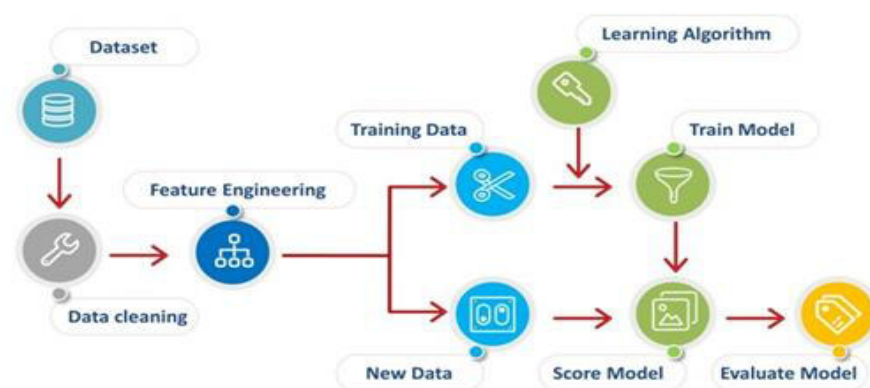 Dataset
Learning Algorithm
Training Data
Train Model
Feature Engineering
Data cleaning
New Data
Score Model
Evaluate Model